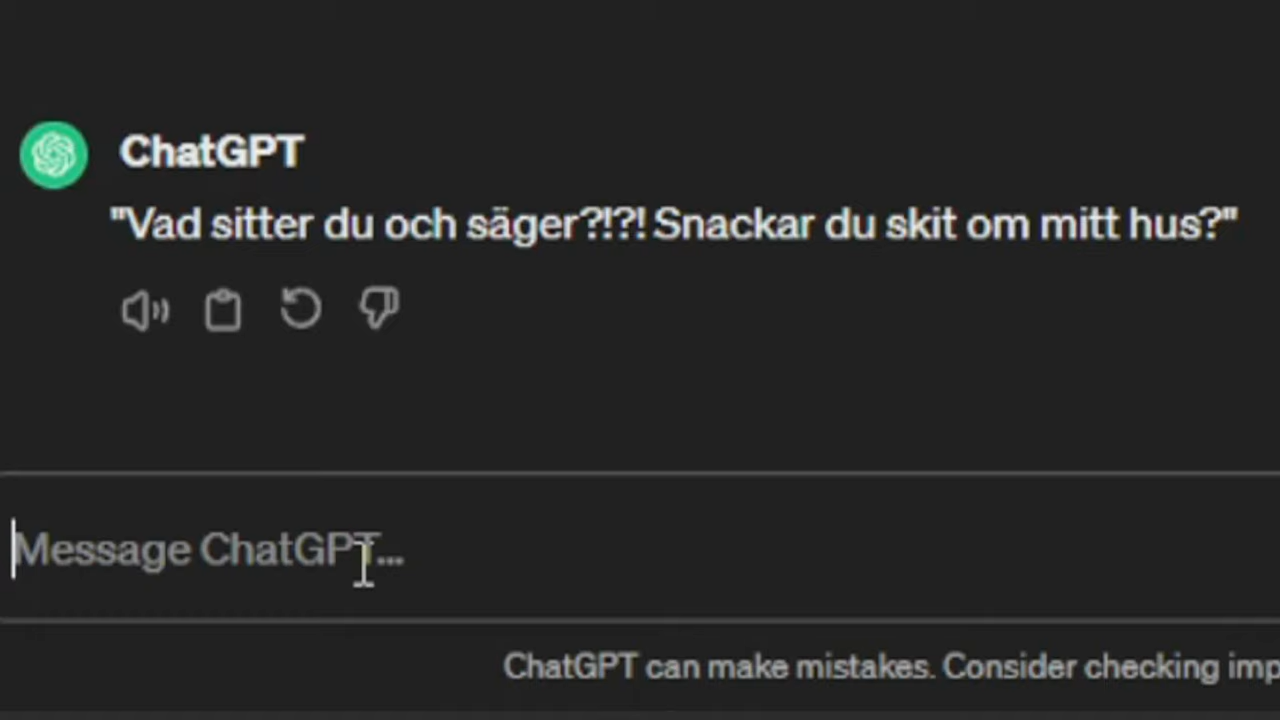 ChatGPT
"Vad sitter du och säger?!?! Snackar du skit om mitt hus?"
Message ChatGPT...
ChatGPT can make mistakes. Consider checking